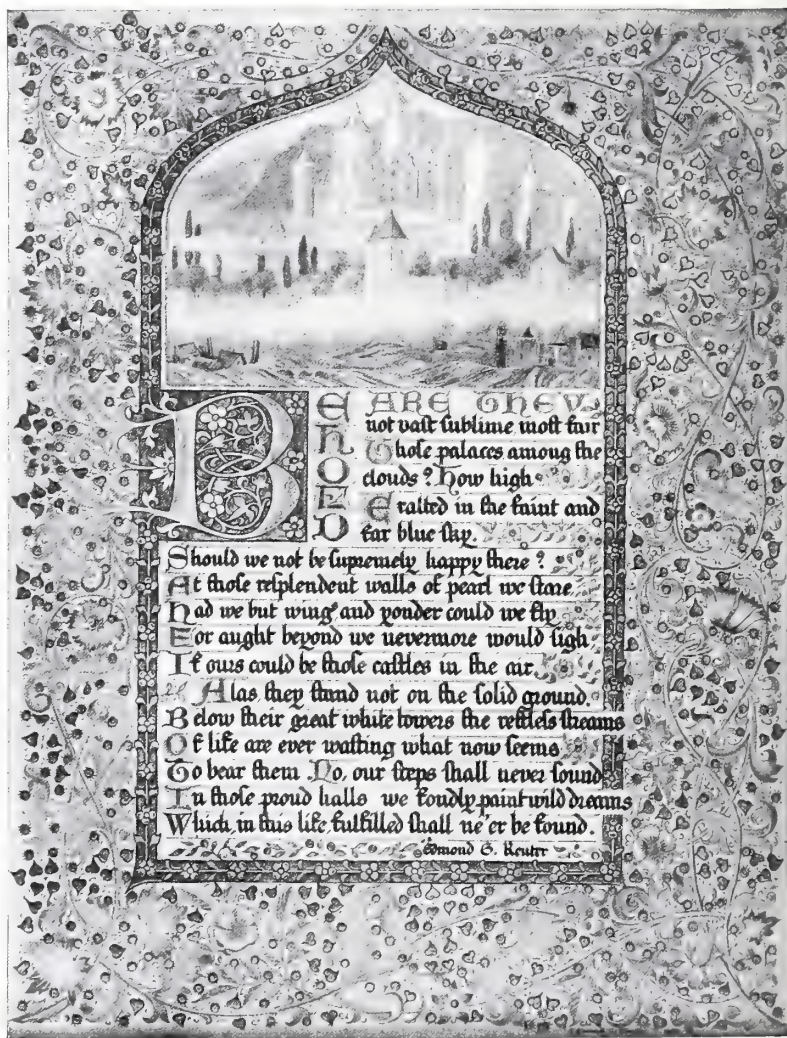 BEHOLD ARE THEY
not vast sublime most fair
Those palaces among the
clouds? How high
Exalted in the faint and
far blue sky.
Should we not be supremely happy there?
At those resplendent walls of pearl we stare
Had we but wings and yonder could we fly
For aught beyond we nevermore would sigh
If ours could be those castles in the air
Alas, they stand not on the solid ground.
Below their great white towers the restless streams
Of life are ever wasting what now seems
To bear them. No, our steps shall never sound
In those proud halls we fondly paint wild dreams
Which, in this life, fulfilled shall ne'er be found.
Edmond G. Reuter